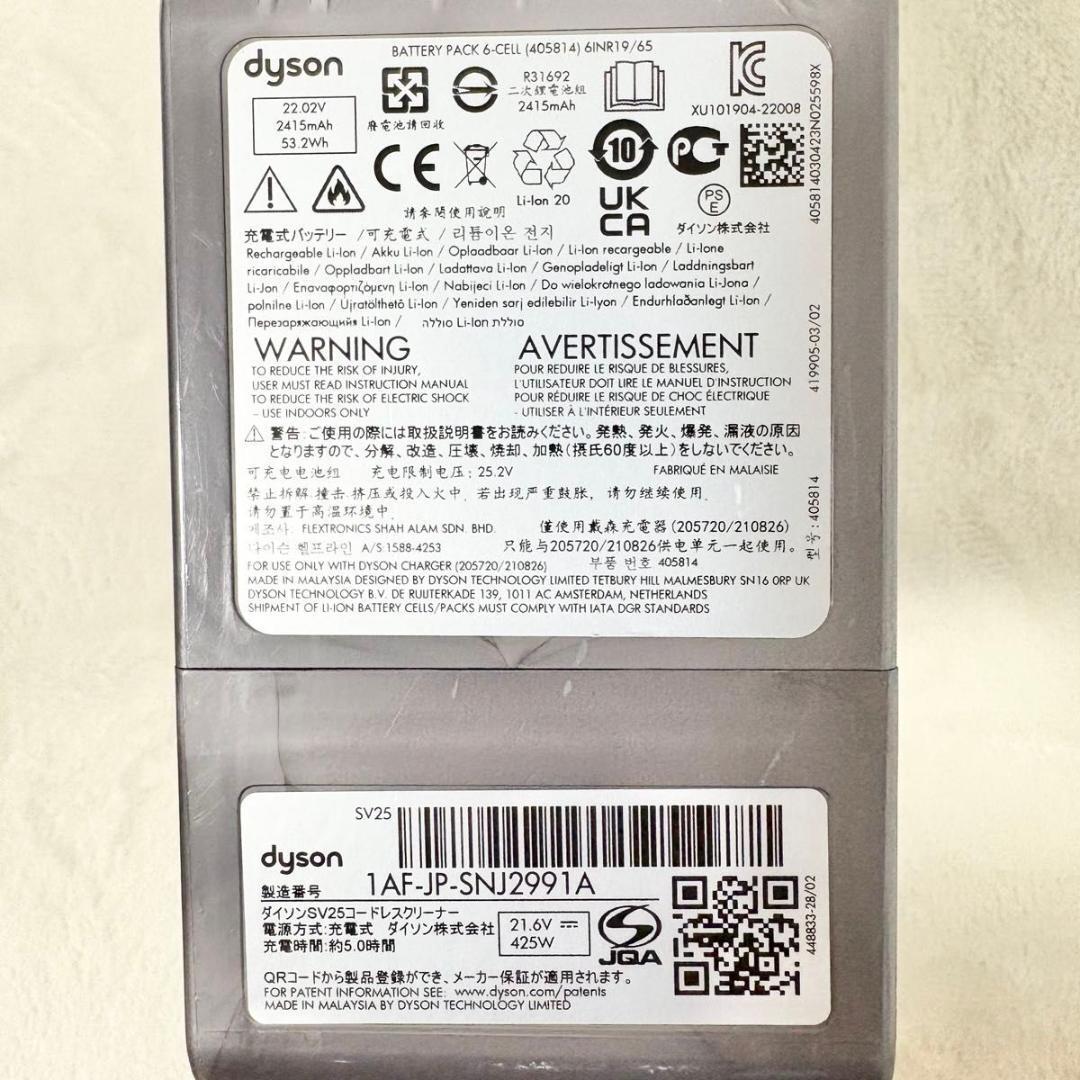 dyson
BATTERY PACK 6-CELL (405814) 6INR19/65
22.02V
2415mAh
53.2Wh
廢電池請回收
R31692
二次鋰電池組
2415mAh
XU101904-22008
CE
Li-Ion 20
10
UK
CA
PS
E
ダイソン株式会社
請參閱使用說明
405814030423N025598X
充電式バッテリー /可充電式 / 리튬이온 전지
Rechargeable Li-Ion / Akku Li-Ion / Oplaadbaar Li-Ion / Li-Ion recargeable / Li-Ione
ricaricabile / Oppladbart Li-Ion / Ladattava Li-Ion / Genopladeligt Li-Ion / Laddningsbart
Li-Jon / Επαναφορτιζόμενη Li-Ion / Nabíjecí Li-Ion / Do wielokrotnego ladowania Li-Jona /
polnilne Li-Ion / Újratölthető Li-Ion / Yeniden sarj edilebilir Li-Iyon / Endurhlaðanlegt Li-Ion /
Перезаряжающийя Li-Ion / סוללת Li-Ion סוללה
WARNING
TO REDUCE THE RISK OF INJURY,
USER MUST READ INSTRUCTION MANUAL
TO REDUCE THE RISK OF ELECTRIC SHOCK
– USE INDOORS ONLY
AVERTISSEMENT
POUR RÉDUIRE LE RISQUE DE BLESSURES,
L'UTILISATEUR DOIT LIRE LE MANUEL D'INSTRUCTION
POUR RÉDUIRE LE RISQUE DE CHOC ÉLECTRIQUE
- UTILISER À L'INTÉRIEUR SEULEMENT
419905-03/02
警告:ご使用の際には取扱説明書をお読みください。発熱、発火、爆発、漏液の原因
となりますので、分解、改造、圧壊、焼却、加熱(摂氏60度以上)をしないでください。
可充电电池组 充电限制电压: 25.2V
FABRIQUÉ EN MALAISIE
禁止拆解.撞击.挤压或投入火中. 若出现严重鼓胀, 请勿继续使用.
请勿置于高温环境中.
제조사: FLEXTRONICS SHAH ALAM SDN. BHD.
僅使用戴森充電器(205720/210826)
다이슨 헬프라인 A/S:1588-4253
只能与205720/210826供电单元一起使用。
FOR USE ONLY WITH DYSON CHARGER (205720/210826)
부품 번호 405814
型号: 405814
MADE IN MALAYSIA DESIGNED BY DYSON TECHNOLOGY LIMITED TETBURY HILL MALMESBURY SN16 0RP UK
DYSON TECHNOLOGY B.V. DE RUIJTERKADE 139, 1011 AC AMSTERDAM, NETHERLANDS
SHIPMENT OF LI-ION BATTERY CELLS/PACKS MUST COMPLY WITH IATA DGR STANDARDS
SV25
dyson
製造番号 1AF-JP-SNJ2991A
ダイソンSV25コードレスクリーナー
電源方式:充電式 ダイソン株式会社
充電時間:約5.0時間
21.6V
425W
JQA
448833-28/02
QRコードから製品登録ができ、メーカー保証が適用されます。
FOR PATENT INFORMATION SEE: www.dyson.com/patents
MADE IN MALAYSIA BY DYSON TECHNOLOGY LIMITED